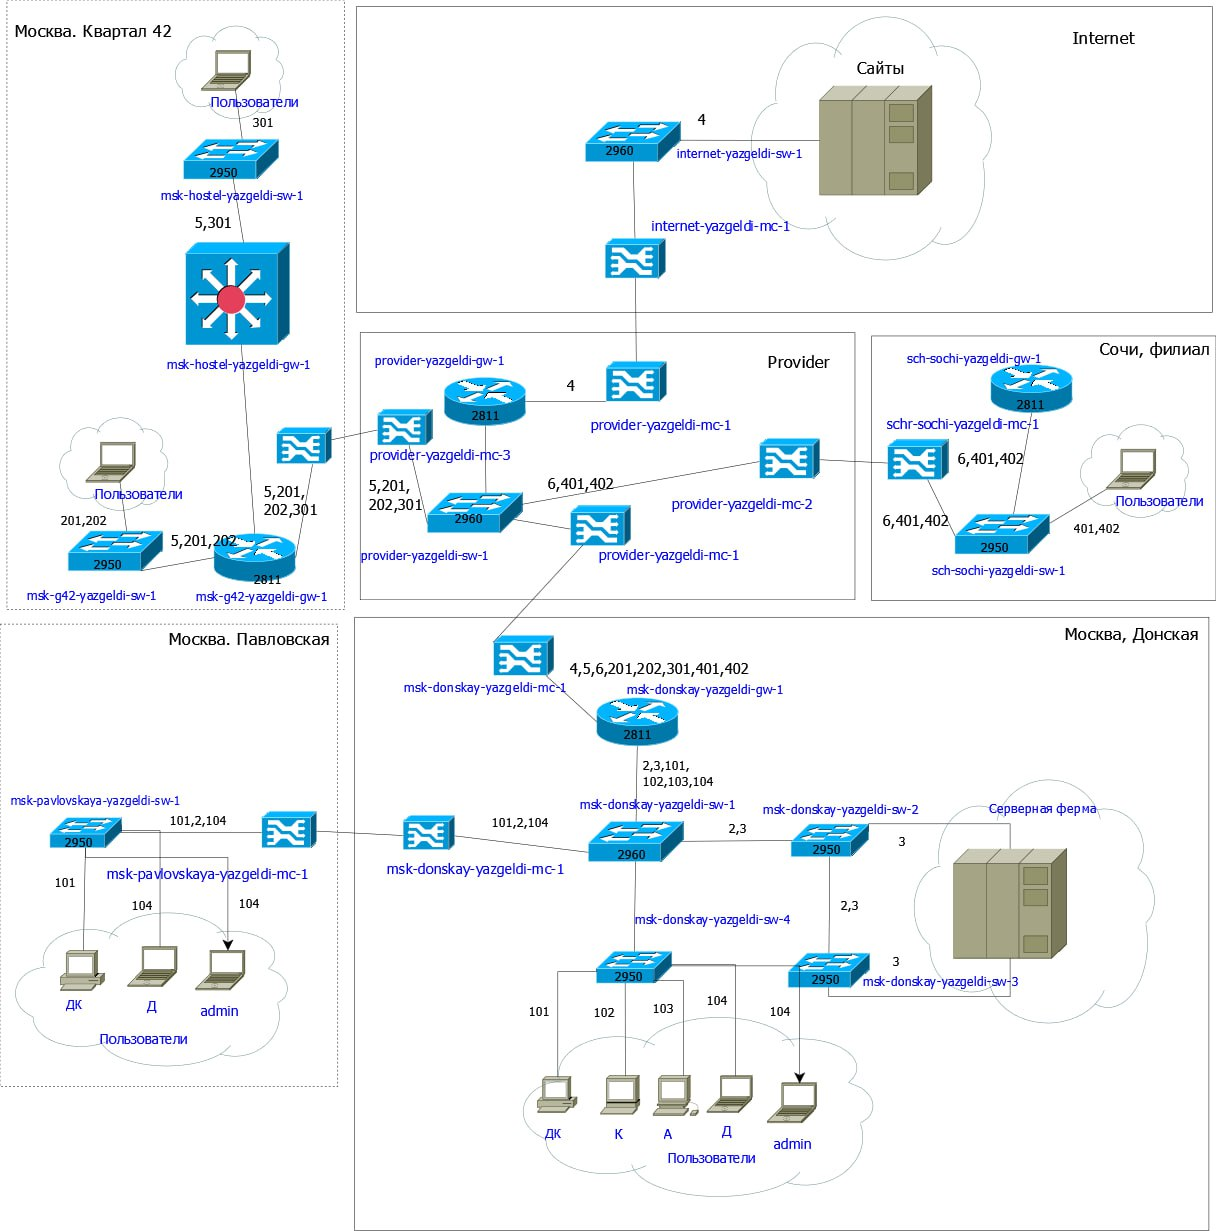 Москва. Квартал 42
Пользователи
301
2950
msk-hostel-yazgeldi-sw-1
5,301
msk-hostel-yazgeldi-gw-1
Пользователи
201,202
2950
msk-g42-yazgeldi-sw-1
5,201,202
2811
msk-g42-yazgeldi-gw-1
5,201,
202,301
Internet
Сайты
4
2960
internet-yazgeldi-sw-1
internet-yazgeldi-mc-1
Provider
provider-yazgeldi-gw-1
2811
4
provider-yazgeldi-mc-1
provider-yazgeldi-mc-3
5,201,
202,301
2960
provider-yazgeldi-sw-1
6,401,402
provider-yazgeldi-mc-2
provider-yazgeldi-mc-1
Сочи, филиал
sch-sochi-yazgeldi-gw-1
2811
schr-sochi-yazgeldi-mc-1
6,401,402
Пользователи
6,401,402
401,402
2950
sch-sochi-yazgeldi-sw-1
Москва. Павловская
msk-pavlovskaya-yazgeldi-sw-1
2950
101,2,104
msk-pavlovskaya-yazgeldi-mc-1
101
104
104
ДК
Д
admin
Пользователи
Москва, Донская
msk-donskay-yazgeldi-mc-1
4,5,6,201,202,301,401,402
msk-donskay-yazgeldi-gw-1
2811
2,3,101,
102,103,104
msk-donskay-yazgeldi-sw-1
2960
101,2,104
msk-donskay-yazgeldi-mc-1
2,3
msk-donskay-yazgeldi-sw-2
2950
3
Серверная ферма
2,3
msk-donskay-yazgeldi-sw-4
2950
2950
3
msk-donskay-yazgeldi-sw-3
101
102
103
104
104
ДК
К
А
Д
admin
Пользователи